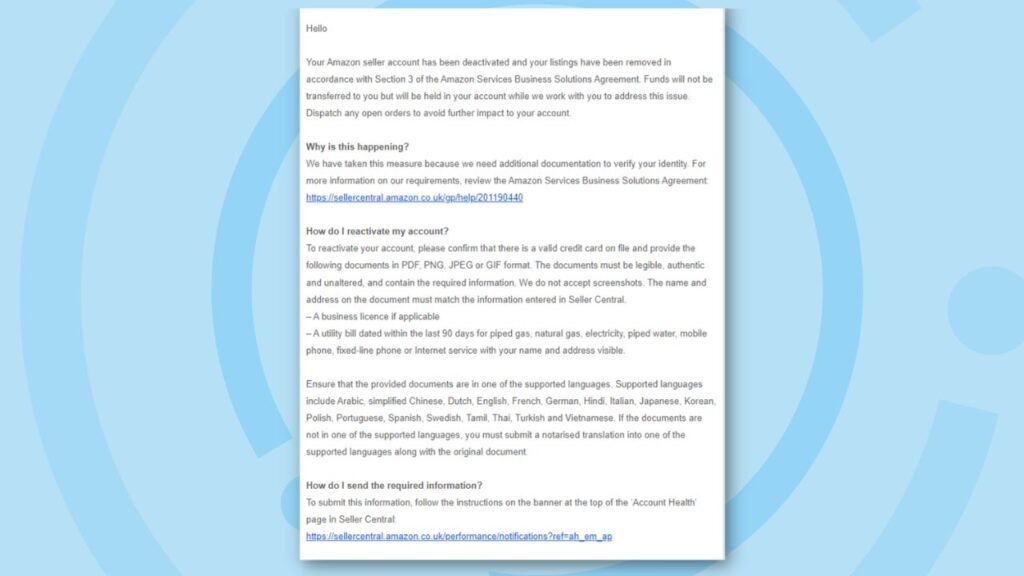 Hello
Your Amazon seller account has been deactivated and your listings have been removed in
accordance with Section 3 of the Amazon Services Business Solutions Agreement. Funds will not be
transferred to you but will be held in your account while we work with you to address this issue.
Dispatch any open orders to avoid further impact to your account.
Why is this happening?
We have taken this measure because we need additional documentation to verify your identity. For
more information on our requirements, review the Amazon Services Business Solutions Agreement:
https://sellercentral.amazon.co.uk/gp/help/201190440
How do I reactivate my account?
To reactivate your account, please confirm that there is a valid credit card on file and provide the
following documents in PDF, PNG, JPEG or GIF format. The documents must be legible, authentic
and unaltered, and contain the required information. We do not accept screenshots. The name and
address on the document must match the information entered in Seller Central.
– A business licence if applicable
– A utility bill dated within the last 90 days for piped gas, natural gas, electricity, piped water, mobile
phone, fixed-line phone or Internet service with your name and address visible.
Ensure that the provided documents are in one of the supported languages. Supported languages
include Arabic, simplified Chinese, Dutch, English, French, German, Hindi, Italian, Japanese, Korean,
Polish, Portuguese, Spanish, Swedish, Tamil, Thai, Turkish and Vietnamese. If the documents are
not in one of the supported languages, you must submit a notarised translation into one of the
supported languages along with the original document.
How do I send the required information?
To submit this information, follow the instructions on the banner at the top of the 'Account Health'
page in Seller Central:
https://sellercentral.amazon.co.uk/performance/notifications?ref=ah_em_ap